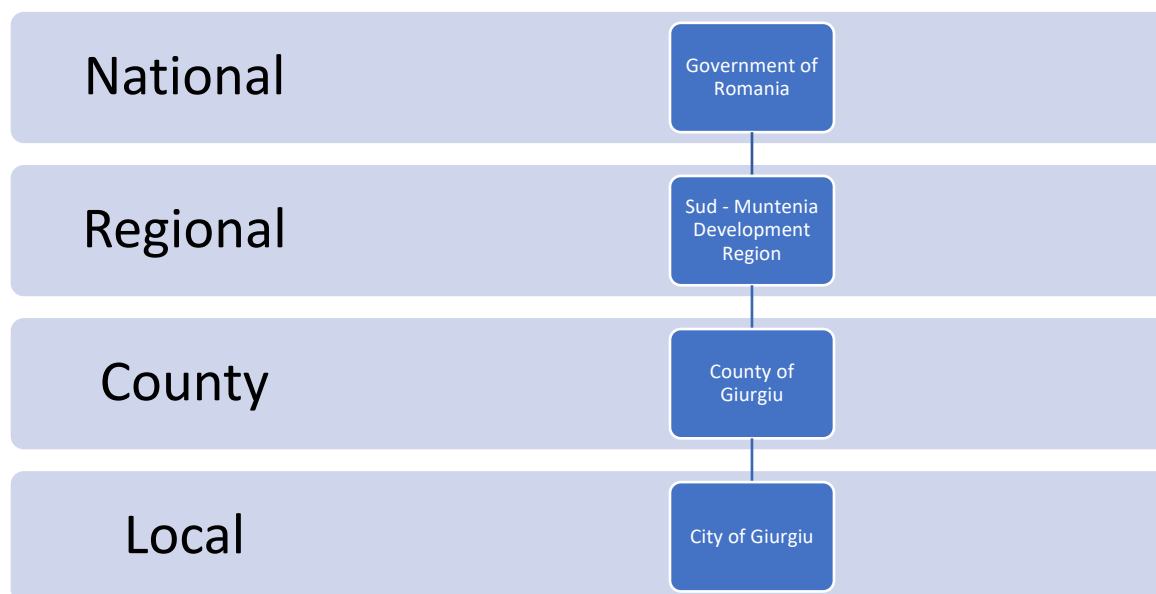 National
Government of
Romania
Regional
Sud - Muntenia
Development
Region
County
County of
Giurgiu
Local
City of Giurgiu